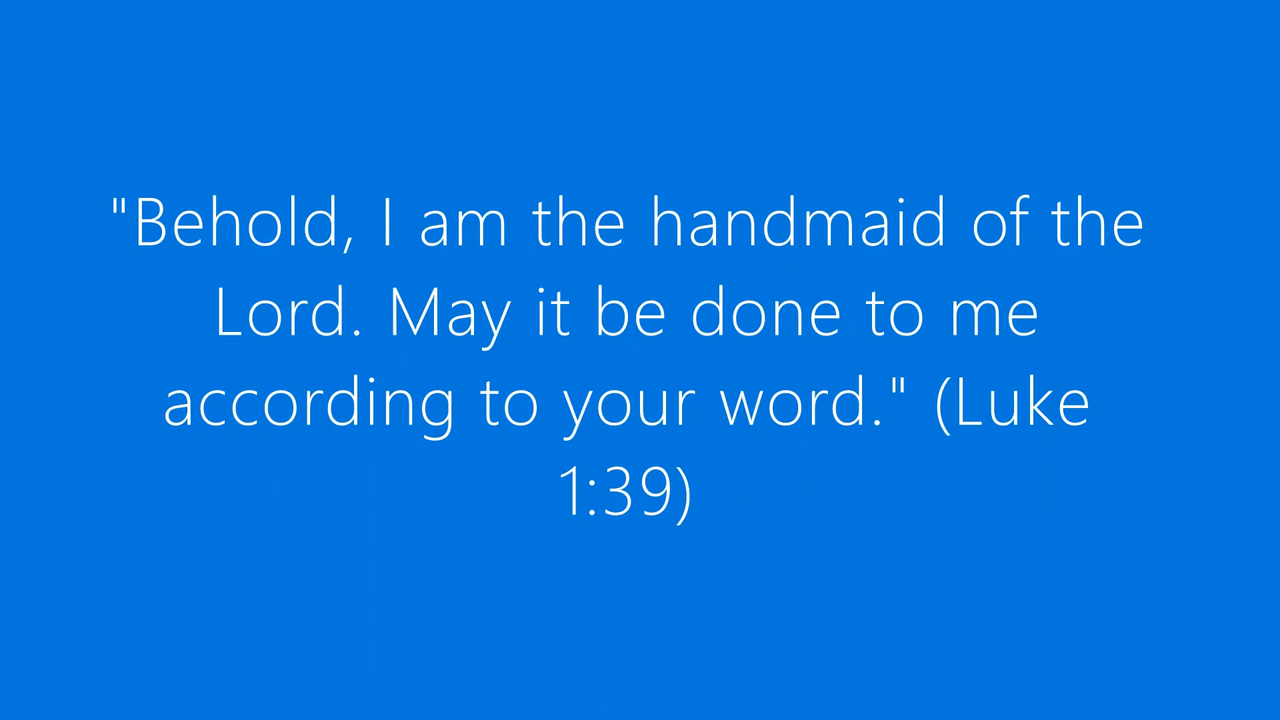 "Behold, I am the handmaid of the
Lord. May it be done to me
according to your word." (Luke
1:39)